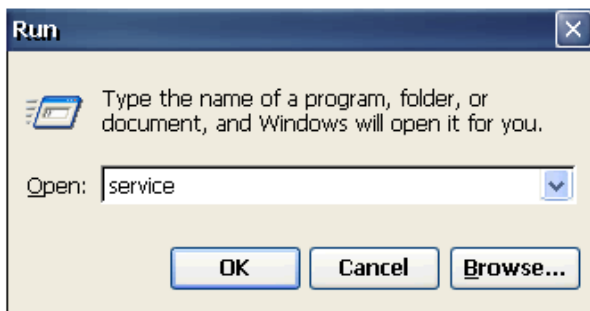 Run
Type the name of a program, folder, or
document, and Windows will open it for you.
Open: service
OK Cancel Browse...